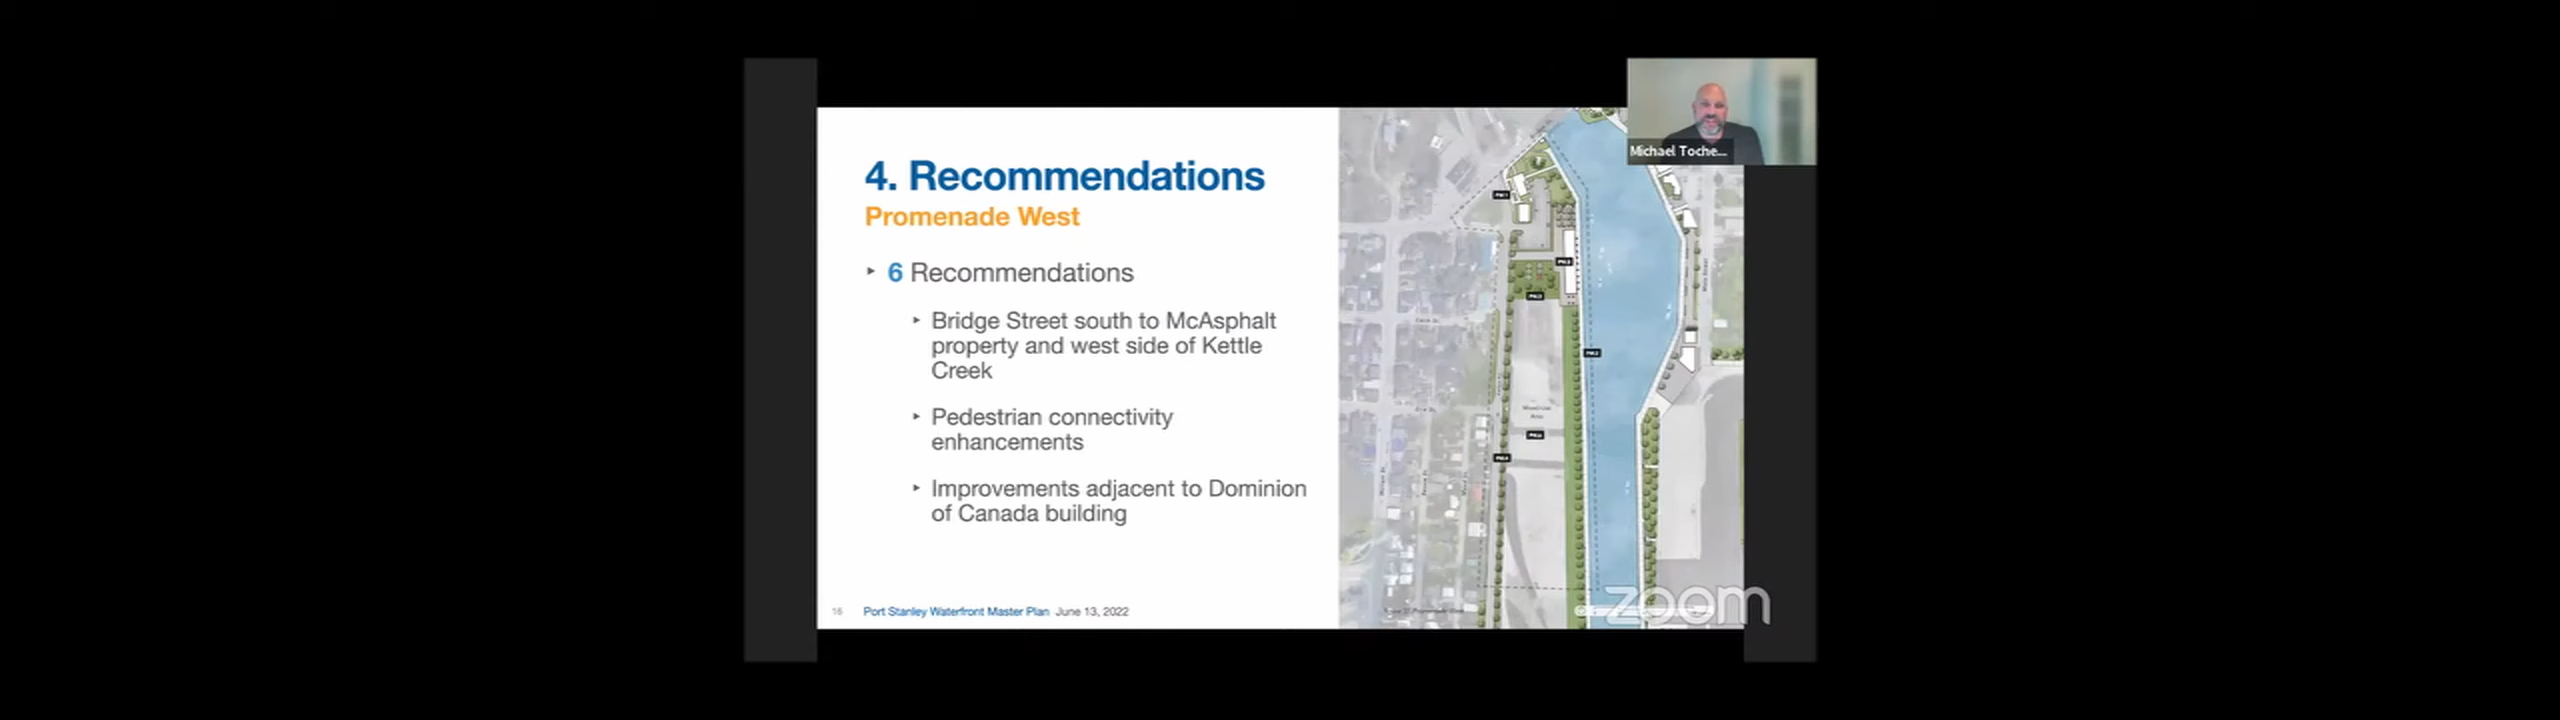 Michael Toche...
4. Recommendations
Promenade West
‣ 6 Recommendations
‣ Bridge Street south to McAsphalt
property and west side of Kettle
Creek
‣ Pedestrian connectivity
enhancements
‣ Improvements adjacent to Dominion
of Canada building
16 Port Stanley Waterfront Master Plan June 13, 2022
zoom